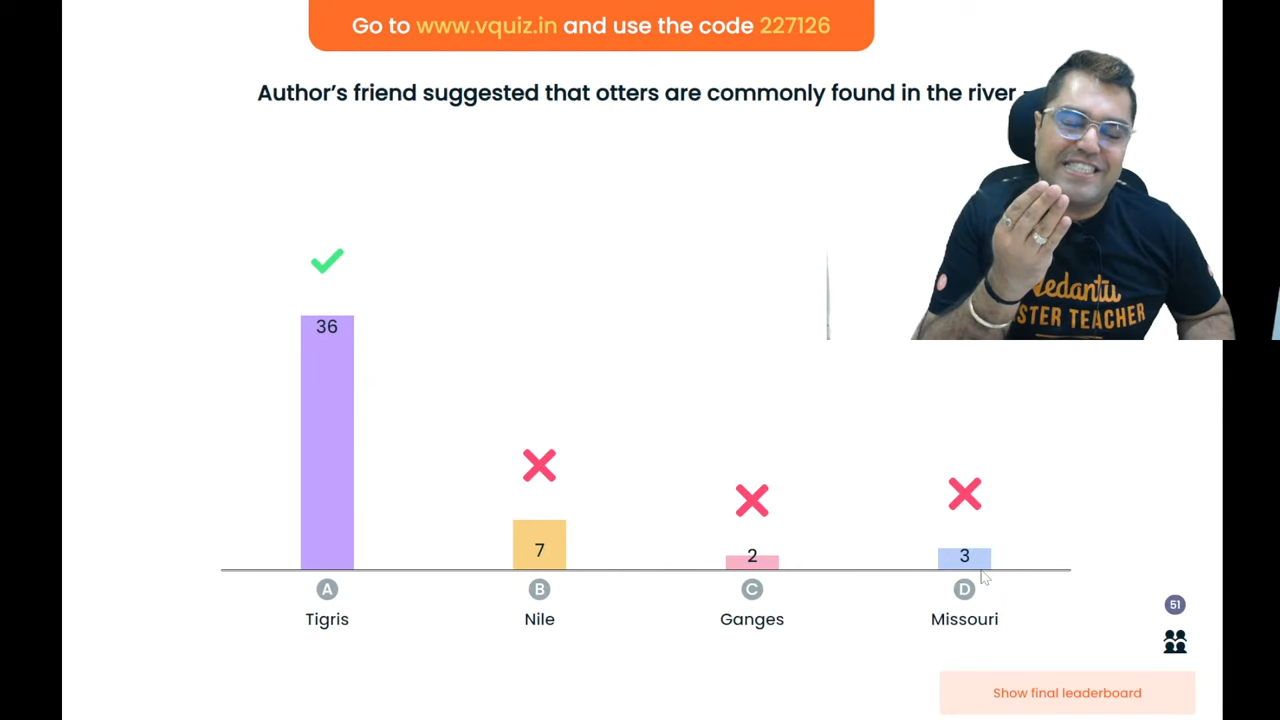 Go to www.vquiz.in and use the code 227126
Author's friend suggested that otters are commonly found in the river -
Vedantu
MASTER TEACHER
36
7
2
3
A
B
C
D
Tigris
Nile
Ganges
Missouri
51
Show final leaderboard